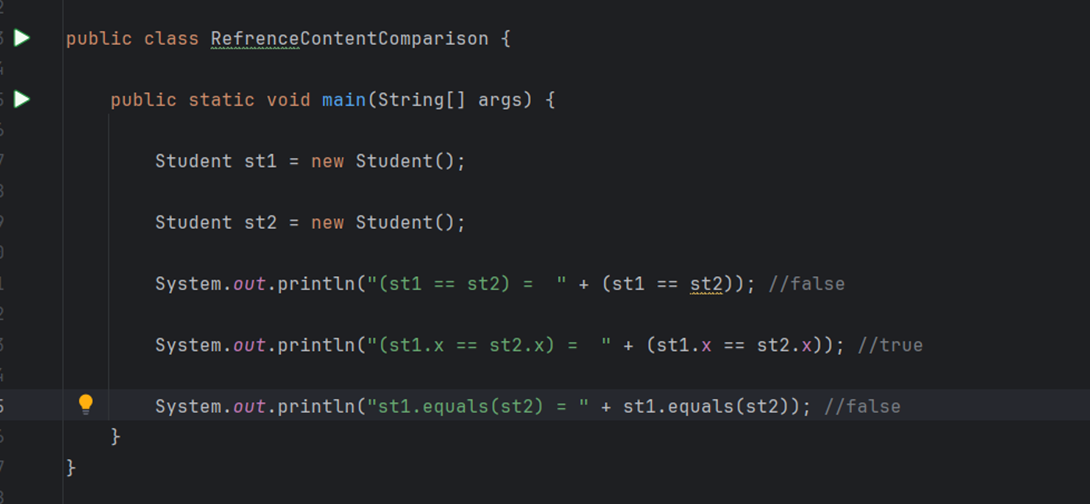 public class RefrenceContentComparison {
public static void main(String[] args) {
Student st1 = new Student();
Student st2 = new Student();
System.out.println("(st1 == st2) =  " + (st1 == st2)); //false
System.out.println("(st1.x == st2.x) =  " + (st1.x == st2.x)); //true
System.out.println("st1.equals(st2) = " + st1.equals(st2)); //false
}
}